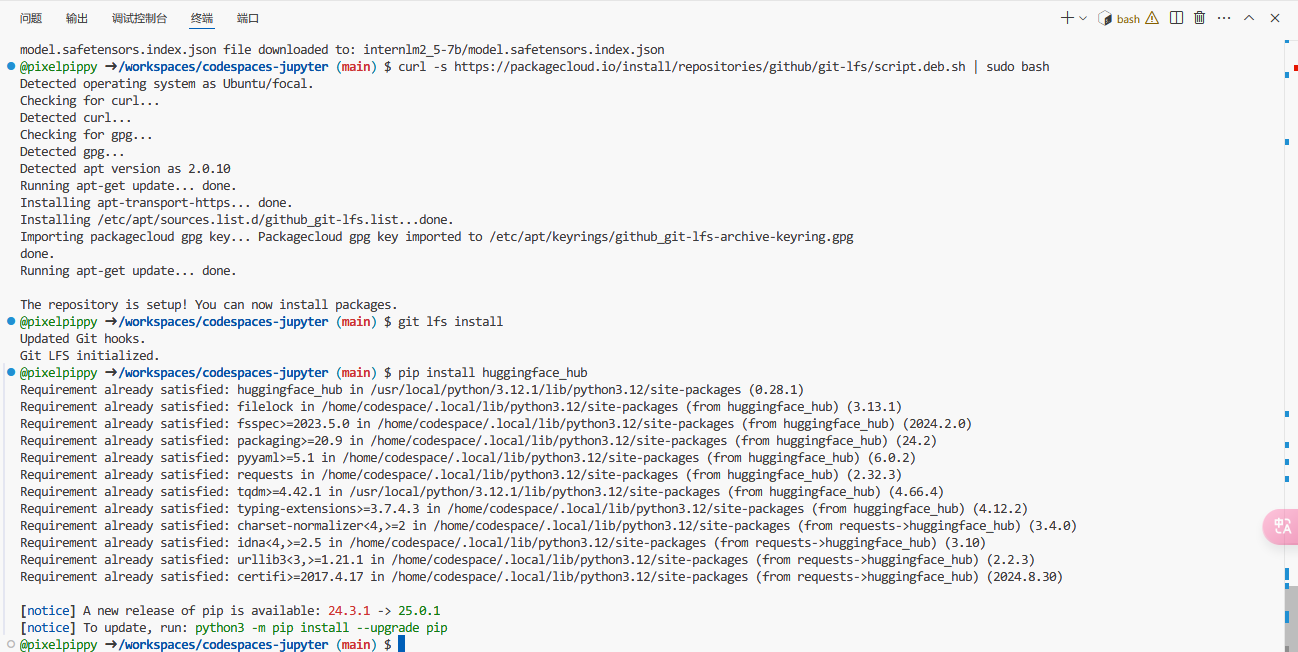 问题 输出 调试控制台 终端 端口 bash
model.safetensors.index.json file downloaded to: internlm2_5-7b/model.safetensors.index.json
@pixelpippy ➜/workspaces/codespaces-jupyter (main) $ curl -s https://packagecloud.io/install/repositories/github/git-lfs/script.deb.sh | sudo bash
Detected operating system as Ubuntu/focal.
Checking for curl...
Detected curl...
Checking for gpg...
Detected gpg...
Detected apt version as 2.0.10
Running apt-get update... done.
Installing apt-transport-https... done.
Installing /etc/apt/sources.list.d/github_git-lfs.list...done.
Importing packagecloud gpg key... Packagecloud gpg key imported to /etc/apt/keyrings/github_git-lfs-archive-keyring.gpg
done.
Running apt-get update... done.

The repository is setup! You can now install packages.
@pixelpippy ➜/workspaces/codespaces-jupyter (main) $ git lfs install
Updated Git hooks.
Git LFS initialized.
@pixelpippy ➜/workspaces/codespaces-jupyter (main) $ pip install huggingface_hub
Requirement already satisfied: huggingface_hub in /usr/local/python/3.12.1/lib/python3.12/site-packages (0.28.1)
Requirement already satisfied: filelock in /home/codespace/.local/lib/python3.12/site-packages (from huggingface_hub) (3.13.1)
Requirement already satisfied: fsspec>=2023.5.0 in /home/codespace/.local/lib/python3.12/site-packages (from huggingface_hub) (2024.2.0)
Requirement already satisfied: packaging>=20.9 in /home/codespace/.local/lib/python3.12/site-packages (from huggingface_hub) (24.2)
Requirement already satisfied: pyyaml>=5.1 in /home/codespace/.local/lib/python3.12/site-packages (from huggingface_hub) (6.0.2)
Requirement already satisfied: requests in /home/codespace/.local/lib/python3.12/site-packages (from huggingface_hub) (2.32.3)
Requirement already satisfied: tqdm>=4.42.1 in /usr/local/python/3.12.1/lib/python3.12/site-packages (from huggingface_hub) (4.66.4)
Requirement already satisfied: typing-extensions>=3.7.4.3 in /home/codespace/.local/lib/python3.12/site-packages (from huggingface_hub) (4.12.2)
Requirement already satisfied: charset-normalizer<4,>=2 in /home/codespace/.local/lib/python3.12/site-packages (from requests->huggingface_hub) (3.4.0)
Requirement already satisfied: idna<4,>=2.5 in /home/codespace/.local/lib/python3.12/site-packages (from requests->huggingface_hub) (3.10)
Requirement already satisfied: urllib3<3,>=1.21.1 in /home/codespace/.local/lib/python3.12/site-packages (from requests->huggingface_hub) (2.2.3)
Requirement already satisfied: certifi>=2017.4.17 in /home/codespace/.local/lib/python3.12/site-packages (from requests->huggingface_hub) (2024.8.30)

[notice] A new release of pip is available: 24.3.1 -> 25.0.1
[notice] To update, run: python3 -m pip install --upgrade pip
@pixelpippy ➜/workspaces/codespaces-jupyter (main) $